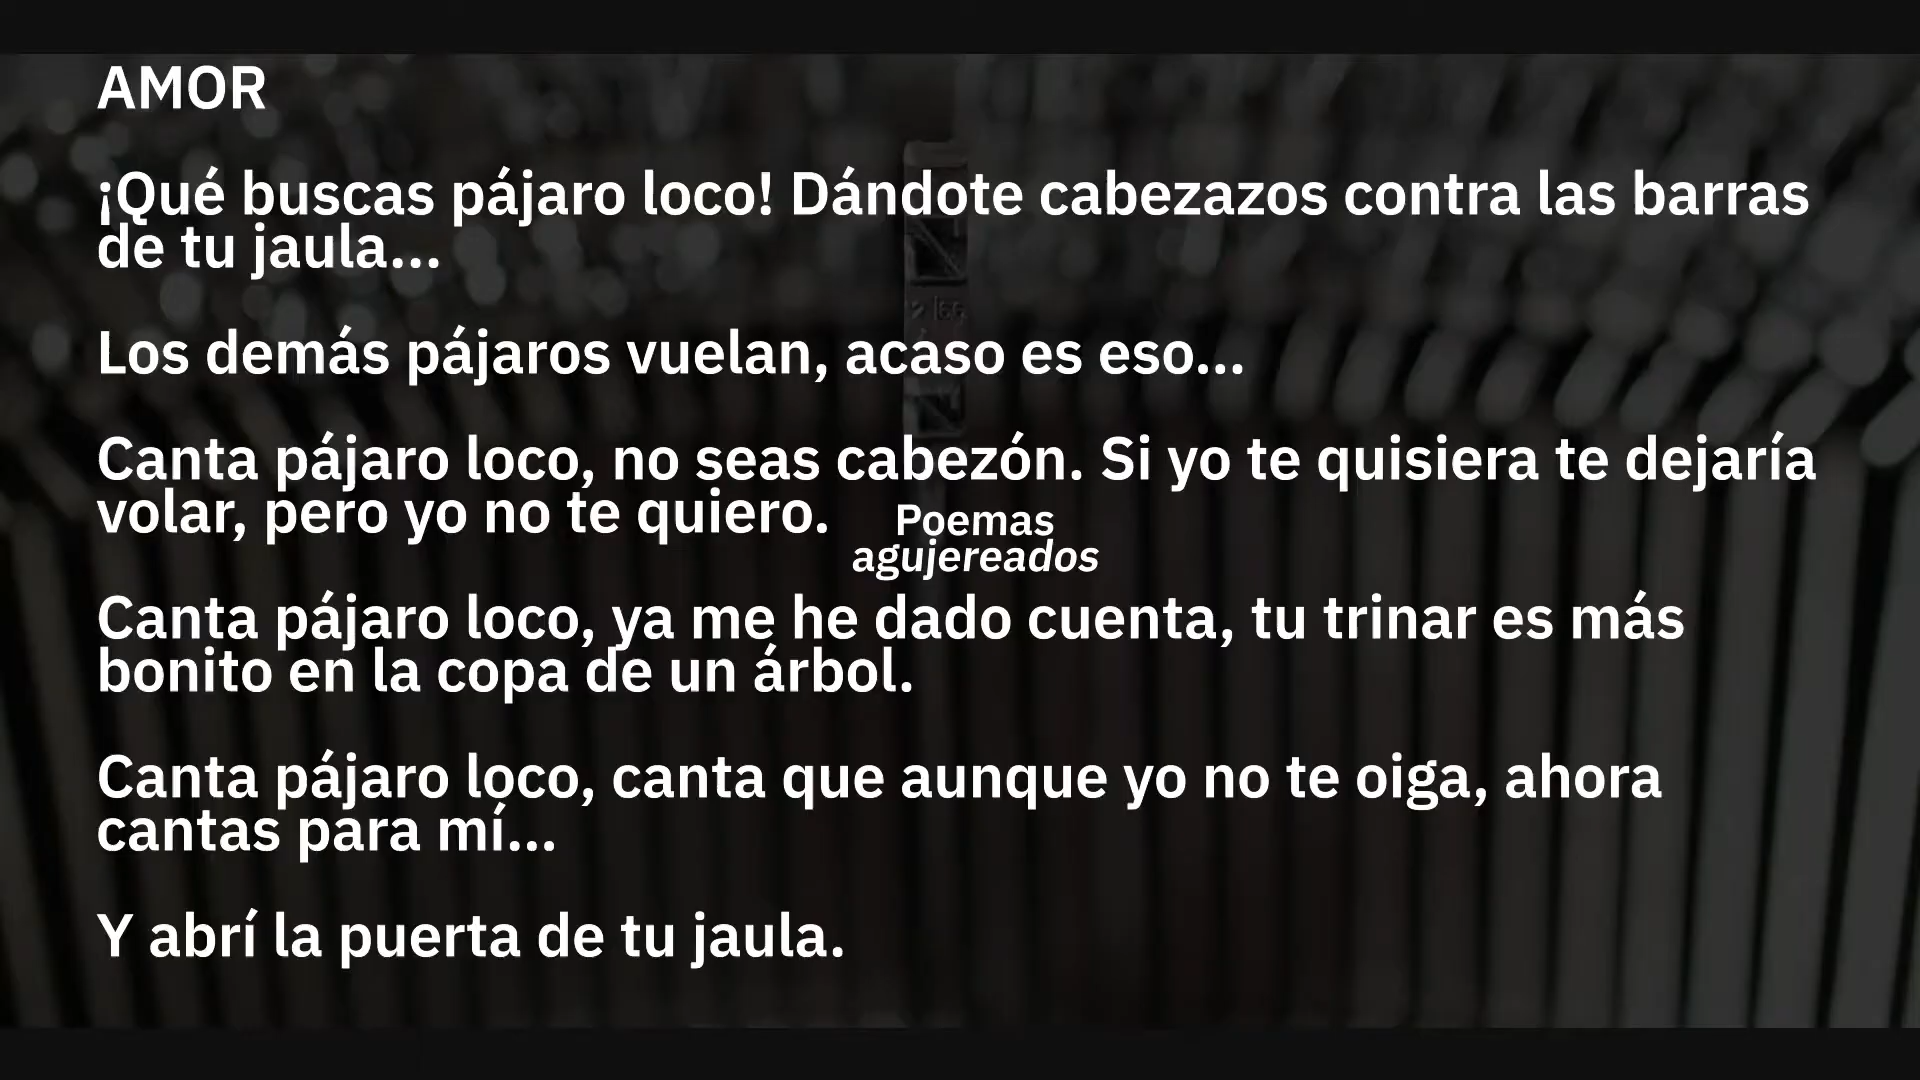 AMOR
¡Qué buscas pájaro loco! Dándote cabezazos contra las barras
de tu jaula...
Los demás pájaros vuelan, acaso es eso...
Canta pájaro loco, no seas cabezón. Si yo te quisiera te dejaría
volar, pero yo no te quiero.
Poemas
agujereados
Canta pájaro loco, ya me he dado cuenta, tu trinar es más
bonito en la copa de un árbol.
Canta pájaro loco, canta que aunque yo no te oiga, ahora
cantas para mí...
Y abrí la puerta de tu jaula.